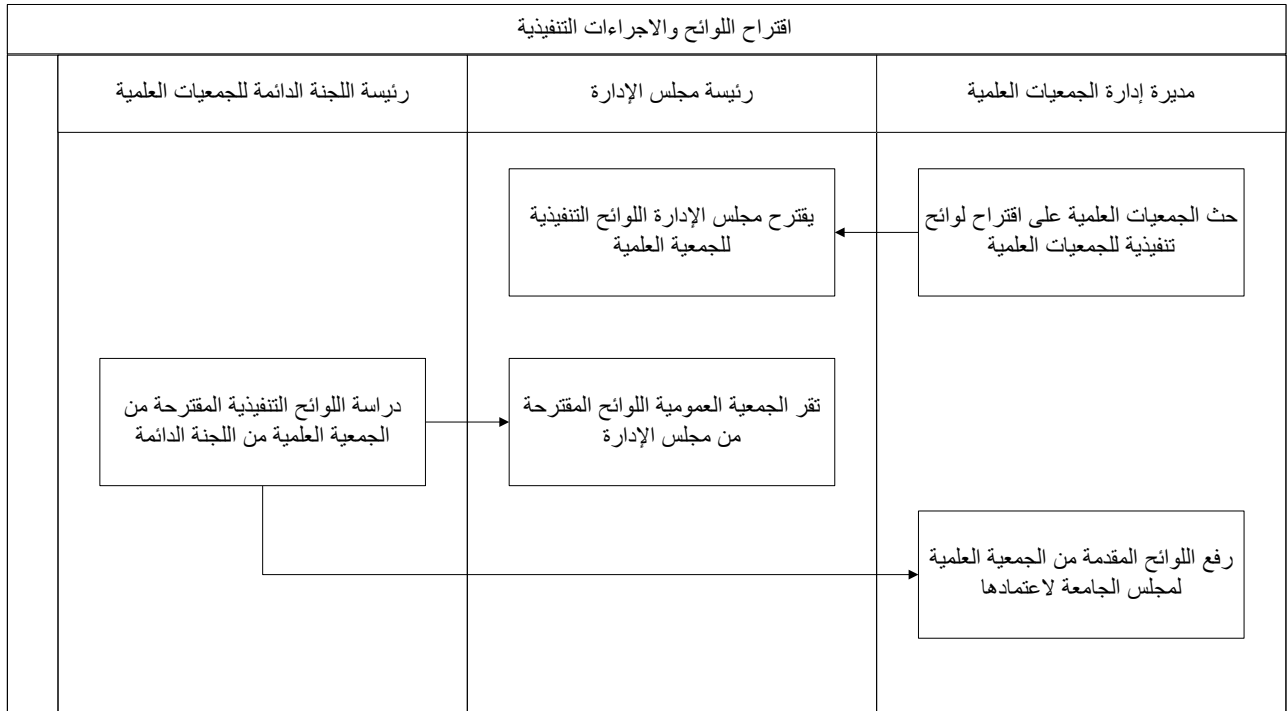 اقتراح اللوائح والاجراءات التنفيذية
مديرة إدارة الجمعيات العلمية
رئيسة مجلس الإدارة
رئيسة اللجنة الدائمة للجمعيات العلمية
حث الجمعيات العلمية على اقتراح لوائح
تنفيذية للجمعيات العلمية
يقترح مجلس الإدارة اللوائح التنفيذية
للجمعية العلمية
تقر الجمعية العمومية اللوائح المقترحة
من مجلس الإدارة
دراسة اللوائح التنفيذية المقترحة من
الجمعية العلمية من اللجنة الدائمة
رفع اللوائح المقدمة من الجمعية العلمية
لمجلس الجامعة لاعتمادها